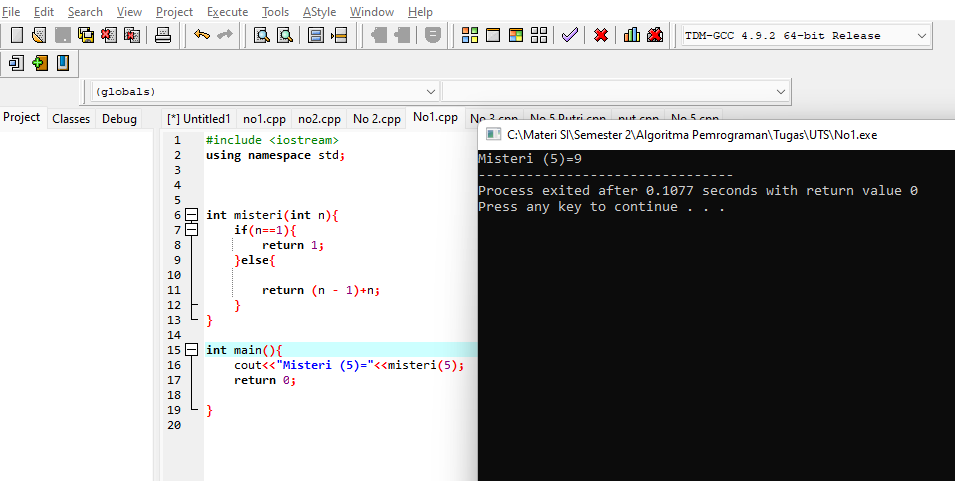 File Edit Search View Project Execute Tools AStyle Window Help
TDM-GCC 4.9.2 64-bit Release
(globals)
Project Classes Debug
[*] Untitled1 no1.cpp no2.cpp No 2.cpp No1.cpp No 3.cpp No 5 Putri.cpp put.cpp No 5.cpp
C:\Materi SI\Semester 2\Algoritma Pemrograman\Tugas\UTS\No1.exe
1 #include <iostream>
2 using namespace std;
3
4
5
6 int misteri(int n){
7 if(n==1){
8 return 1;
9 }else{
10
11 return (n - 1)+n;
12 }
13 }
14
15 int main(){
16 cout<<"Misteri (5)="<<misteri(5);
17 return 0;
18
19 }
20
Misteri (5)=9
--------------------------------
Process exited after 0.1077 seconds with return value 0
Press any key to continue . . .